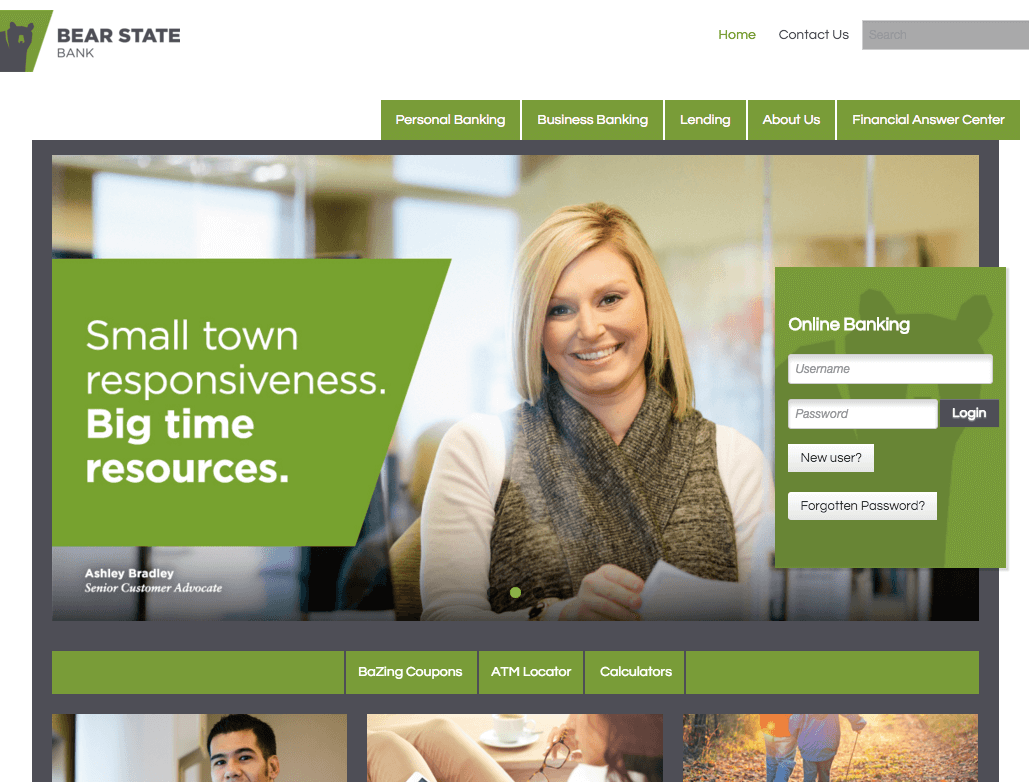 BEAR STATE
BANK
Home
Contact Us
Search
Personal Banking
Business Banking
Lending
About Us
Financial Answer Center
Small town
responsiveness.
Big time
resources.
Ashley Bradley
Senior Customer Advocate
Online Banking
Username
Password
Login
New user?
Forgotten Password?
BaZing Coupons
ATM Locator
Calculators